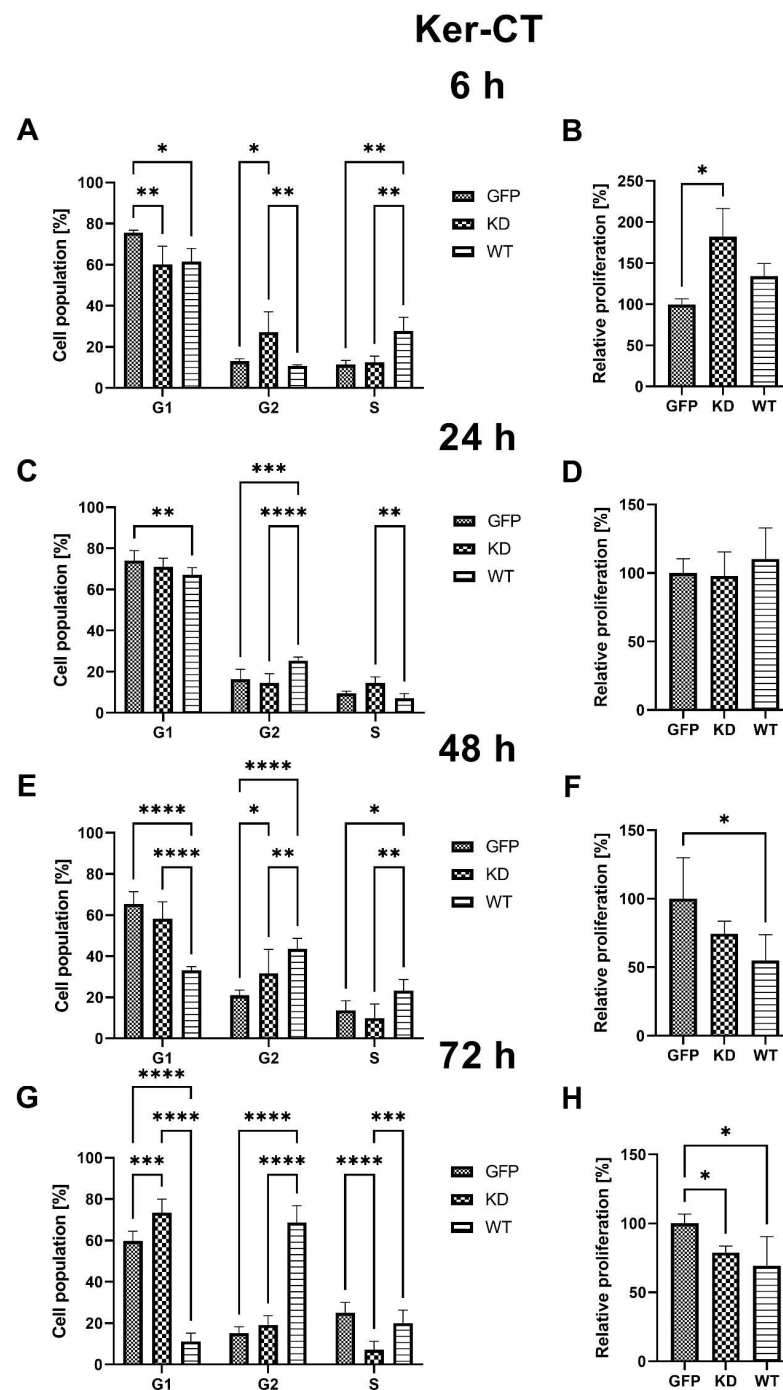 Ker-CT
6 h
A
B
* * **
** ** **
Cell population [%]
100
80
60
40
20
0
G1 G2 S
GFP
KD
WT
*
Relative proliferation [%]
250
200
150
100
50
0
GFP KD WT
24 h
C
D
** *** **
****
Cell population [%]
100
80
60
40
20
0
G1 G2 S
GFP
KD
WT
Relative proliferation [%]
150
100
50
0
GFP KD WT
48 h
E
F
**** **** *
**** * ** **
Cell population [%]
100
80
60
40
20
0
G1 G2 S
GFP
KD
WT
*
Relative proliferation [%]
150
100
50
0
GFP KD WT
72 h
G
H
**** **** ***
**** **** ****
***
Cell population [%]
100
80
60
40
20
0
G1 G2 S
GFP
KD
WT
*
*
Relative proliferation [%]
150
100
50
0
GFP KD WT